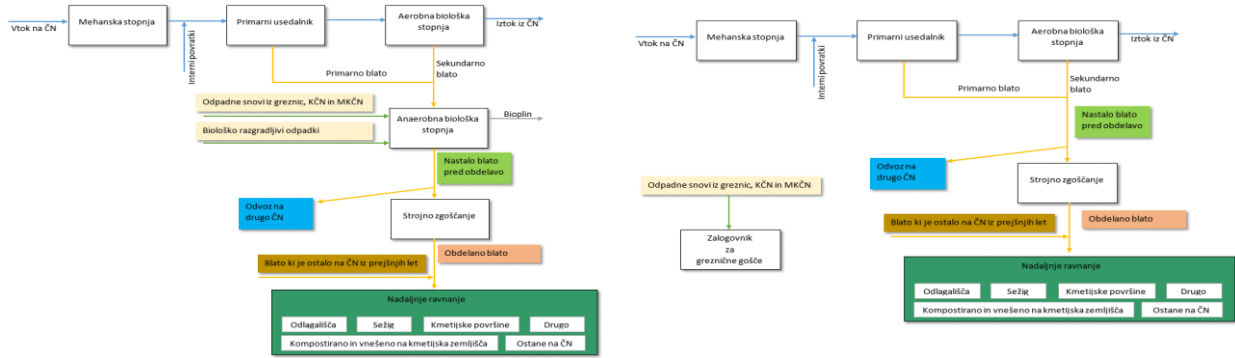 Vtok na ČN
Mehanska stopnja
Interni povratki
Primarni usedalnik
Aerobna biološka
stopnja
Iztok iz ČN
Primarno blato
Sekundarno
blato
Odpadne snovi iz greznic, KČN in MKČN
Biološko razgradljivi odpadki
Anaerobna biološka
stopnja
Bioplin
Nastalo blato
pred obdelavo
Odvoz na
drugo ČN
Strojno zgoščanje
Obdelano blato
Blato ki je ostalo na ČN iz prejšnjih let
Nadaljnje ravnanje
Odlagališča
Sežig
Kmetijske površine
Drugo
Kompostirano in vnešeno na kmetijska zemljišča
Ostane na ČN
Vtok na ČN
Mehanska stopnja
Interni povratki
Primarni usedalnik
Aerobna biološka
stopnja
Iztok iz ČN
Primarno blato
Sekundarno
blato
Nastalo blato
pred obdelavo
Odvoz na
drugo ČN
Strojno zgoščanje
Odpadne snovi iz greznic, KČN in MKČN
Zalogovnik
za
greznične gošče
Obdelano blato
Blato ki je ostalo na ČN iz prejšnjih let
Nadaljnje ravnanje
Odlagališča
Sežig
Kmetijske površine
Drugo
Kompostirano in vnešeno na kmetijska zemljišča
Ostane na ČN